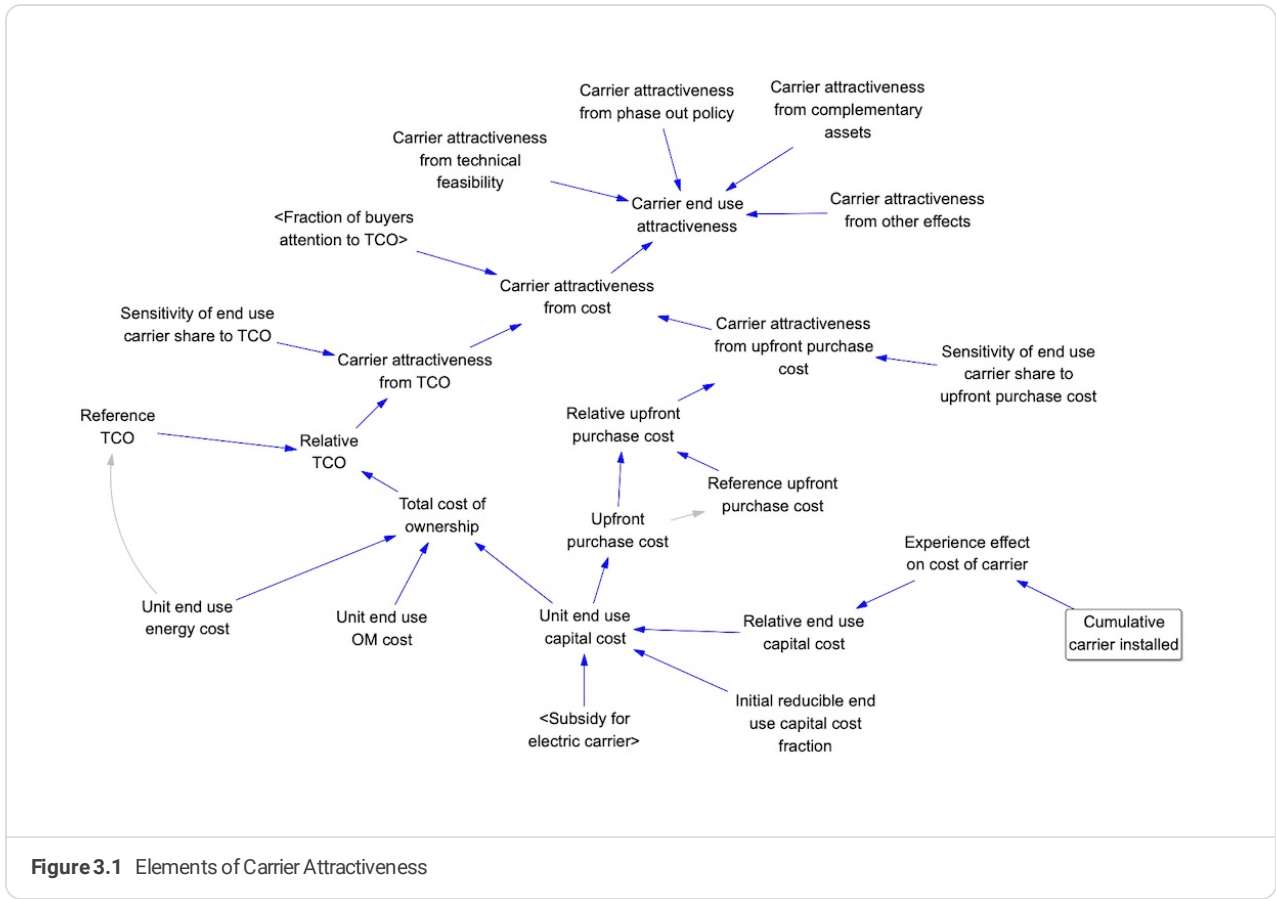 Carrier attractiveness
from phase out policy
Carrier attractiveness
from complementary
assets
Carrier attractiveness
from technical
feasibility
Carrier end use
attractiveness
Carrier attractiveness
from other effects
<Fraction of buyers
attention to TCO>
Carrier attractiveness
from cost
Sensitivity of end use
carrier share to TCO
Carrier attractiveness
from upfront purchase
cost
Carrier attractiveness
from TCO
Sensitivity of end use
carrier share to
upfront purchase cost
Reference
TCO
Relative
TCO
Relative upfront
purchase cost
Reference upfront
purchase cost
Total cost of
ownership
Upfront
purchase cost
Experience effect
on cost of carrier
Unit end use
energy cost
Unit end use
OM cost
Unit end use
capital cost
Relative end use
capital cost
Cumulative
carrier installed
<Subsidy for
electric carrier>
Initial reducible end
use capital cost
fraction
Figure 3.1 Elements of Carrier Attractiveness